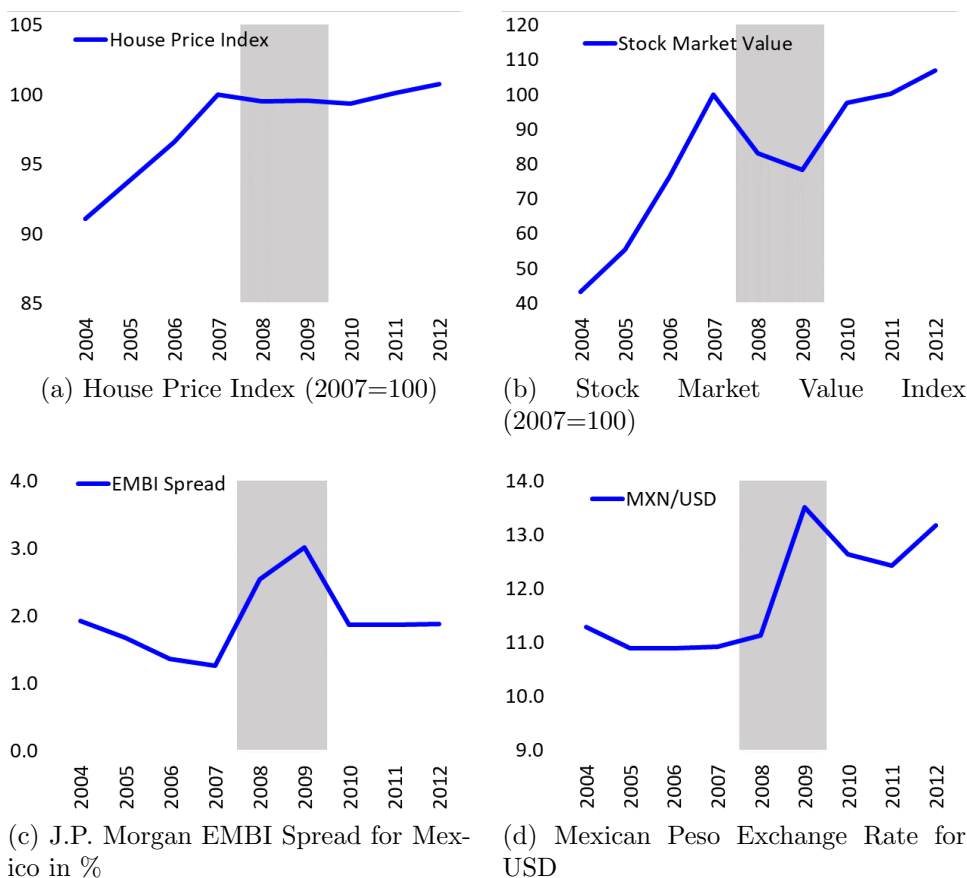 House Price Index
105
100
95
90
85
2004 2005 2006 2007 2008 2009 2010 2011 2012
(a) House Price Index (2007=100)
Stock Market Value
120
110
100
90
80
70
60
50
40
2004 2005 2006 2007 2008 2009 2010 2011 2012
(b) Stock Market Value Index
(2007=100)
EMBI Spread
4.0
3.0
2.0
1.0
0.0
2004 2005 2006 2007 2008 2009 2010 2011 2012
(c) J.P. Morgan EMBI Spread for Mex-
ico in %
MXN/USD
14.0
13.0
12.0
11.0
10.0
9.0
2004 2005 2006 2007 2008 2009 2010 2011 2012
(d) Mexican Peso Exchange Rate for
USD